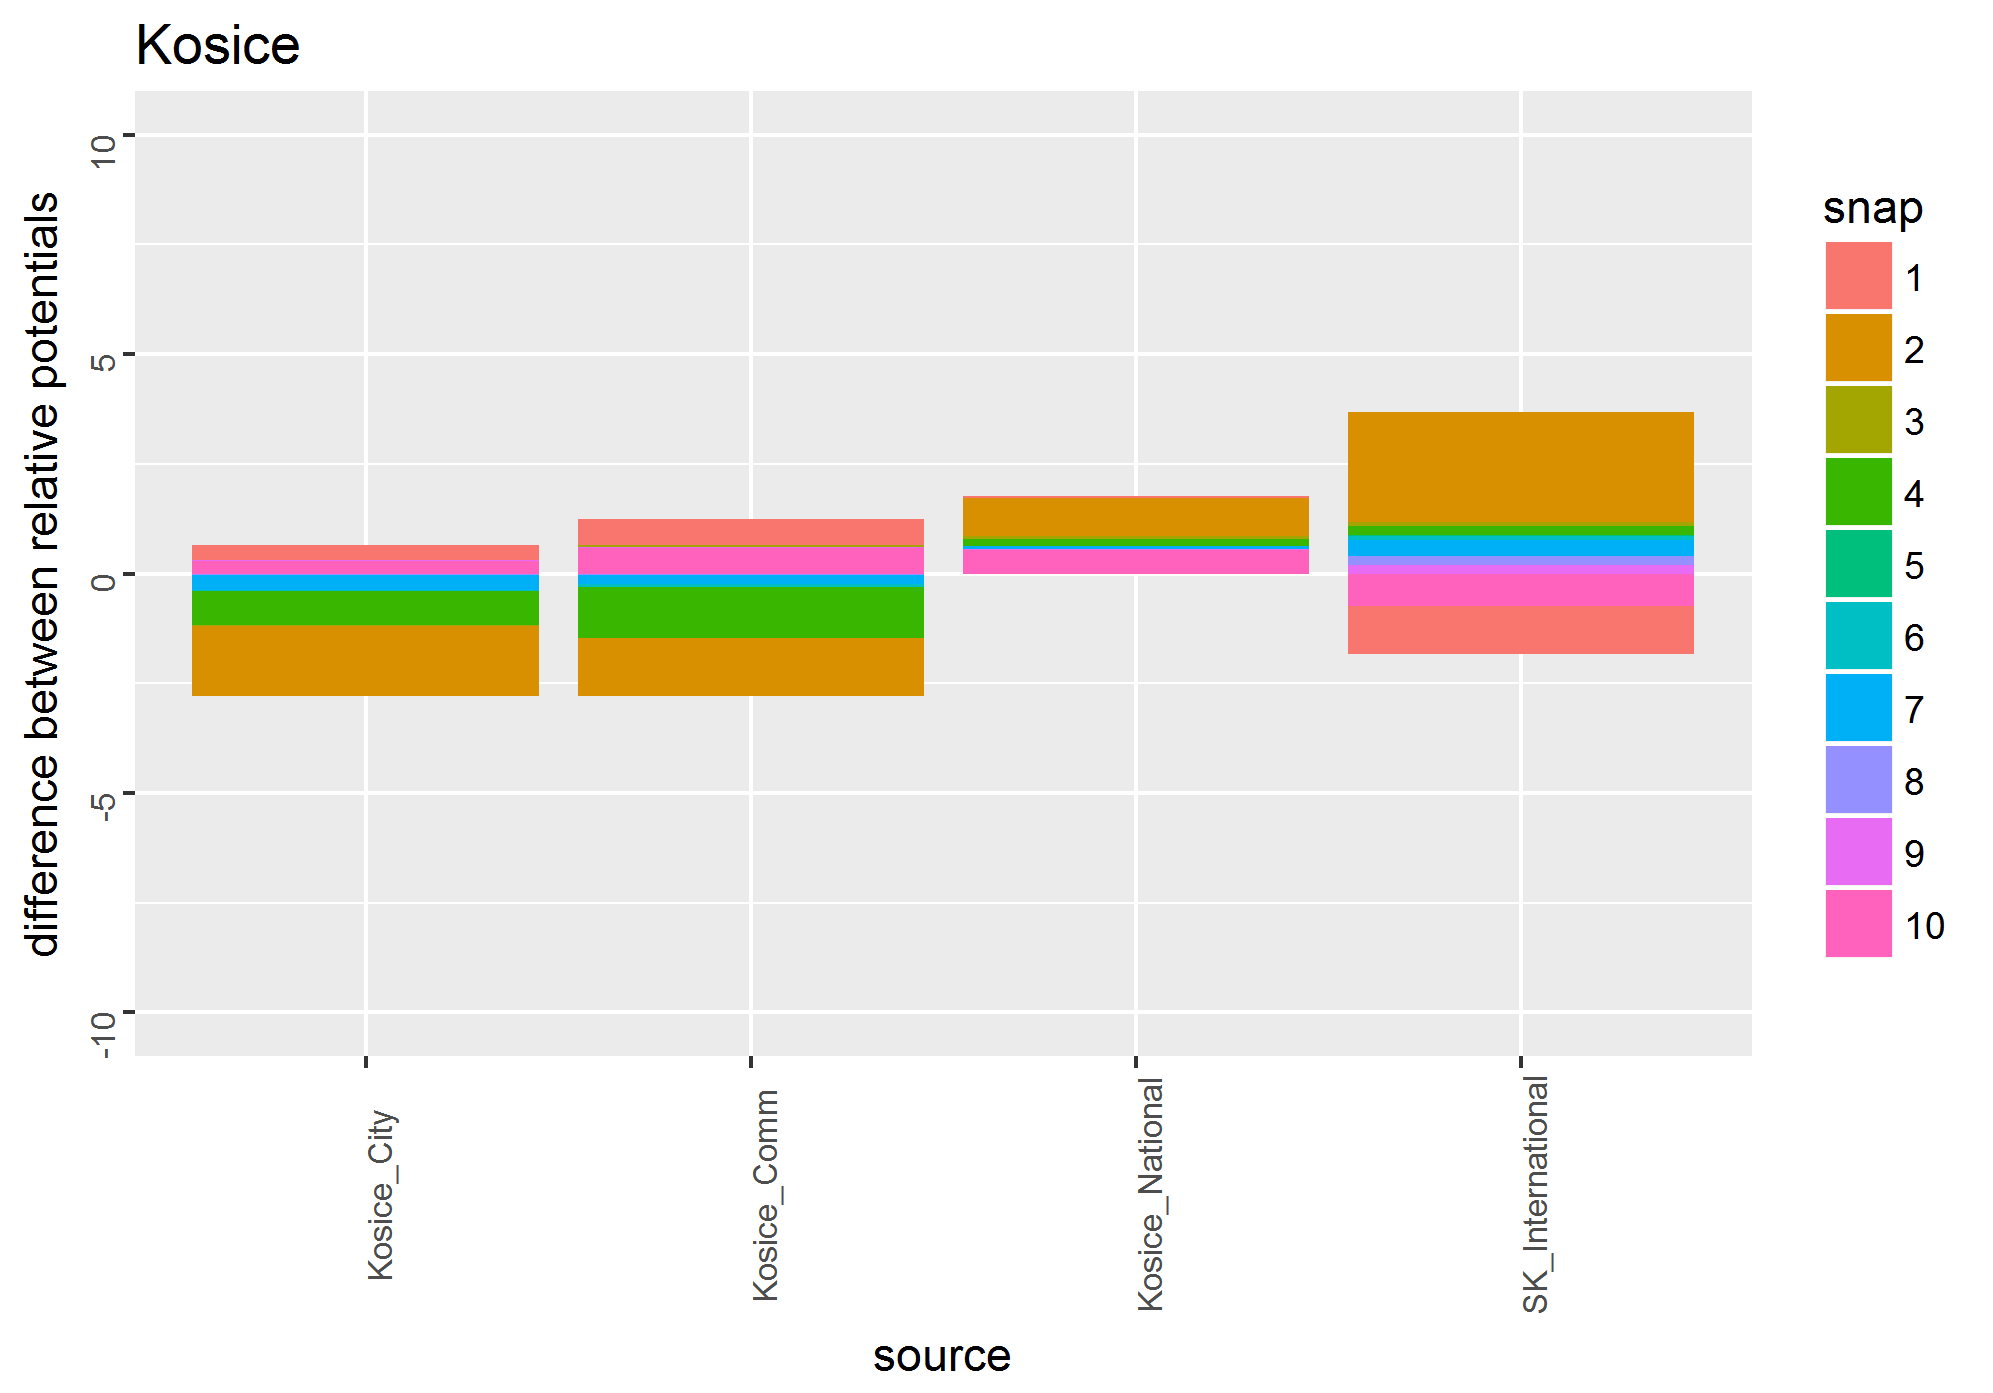 Kosice
difference between relative potentials
10
5
0
-5
-10
Kosice_City
Kosice_Comm
Kosice_National
SK_International
source
snap
1
2
3
4
5
6
7
8
9
10